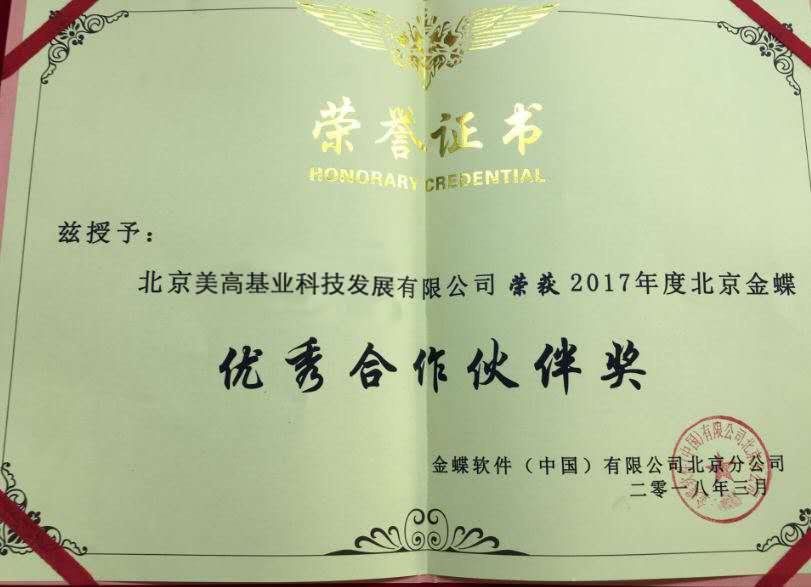 荣誉证书
HONORARY CREDENTIAL
兹授予：
北京美高基业科技发展有限公司 荣获 2017年度北京金蝶
优秀合作伙伴奖
金蝶软件（中国）有限公司北京分公司
二零一八年三月